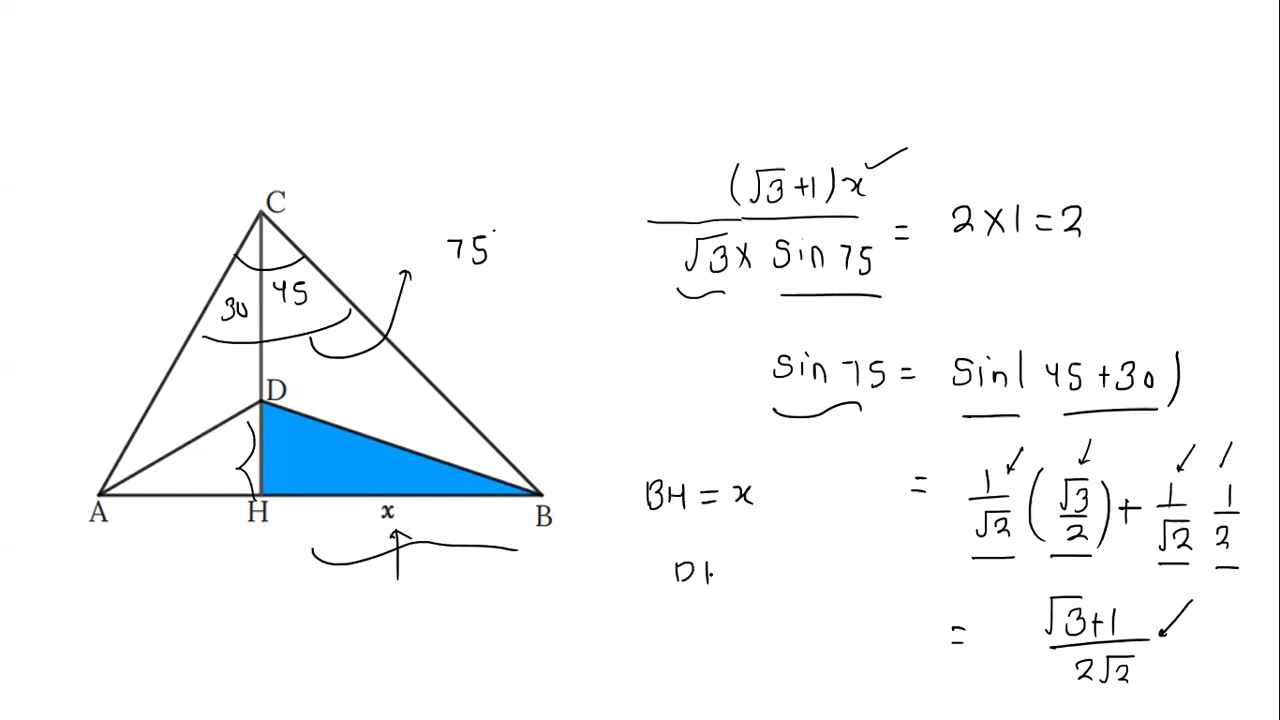 C
75°
30
45
D
A
H
x
B
(√3+1)x
/
√3 × sin 75
= 2×1=2
sin 75 = sin( 45+30)
= 1/√2 (√3/2) + 1/√2 1/2
BH = x
DH
= √3+1 / 2√2